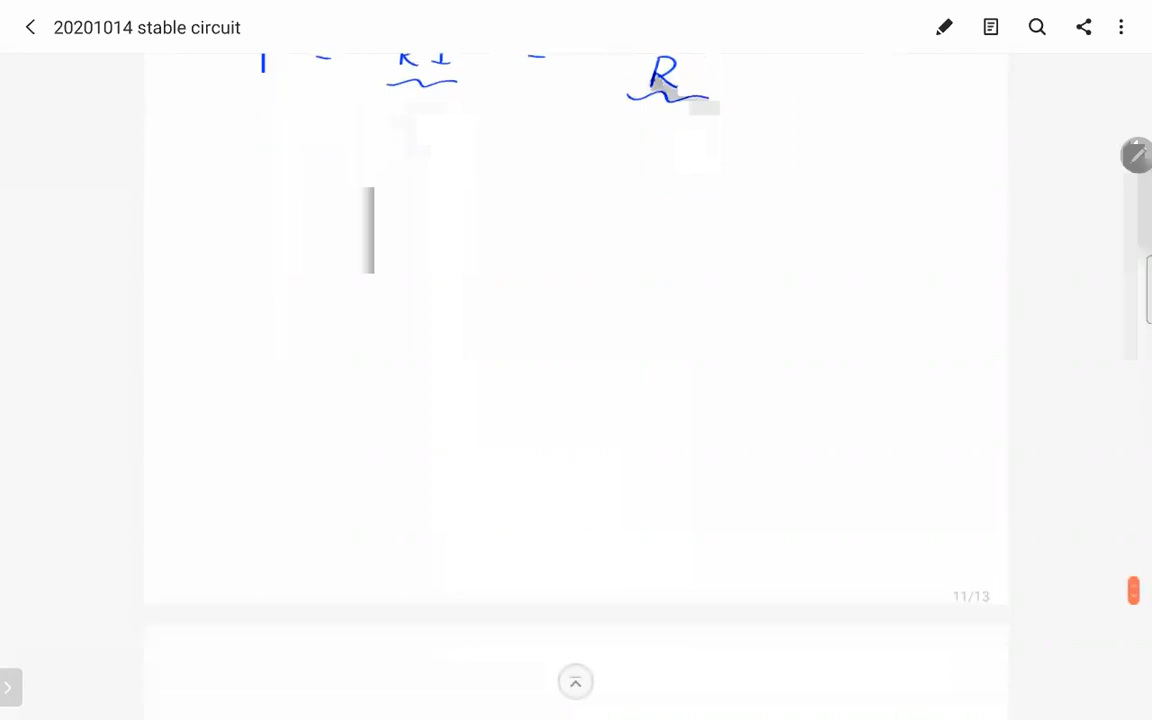 20201014 stable circuit
= R I = R
11/13